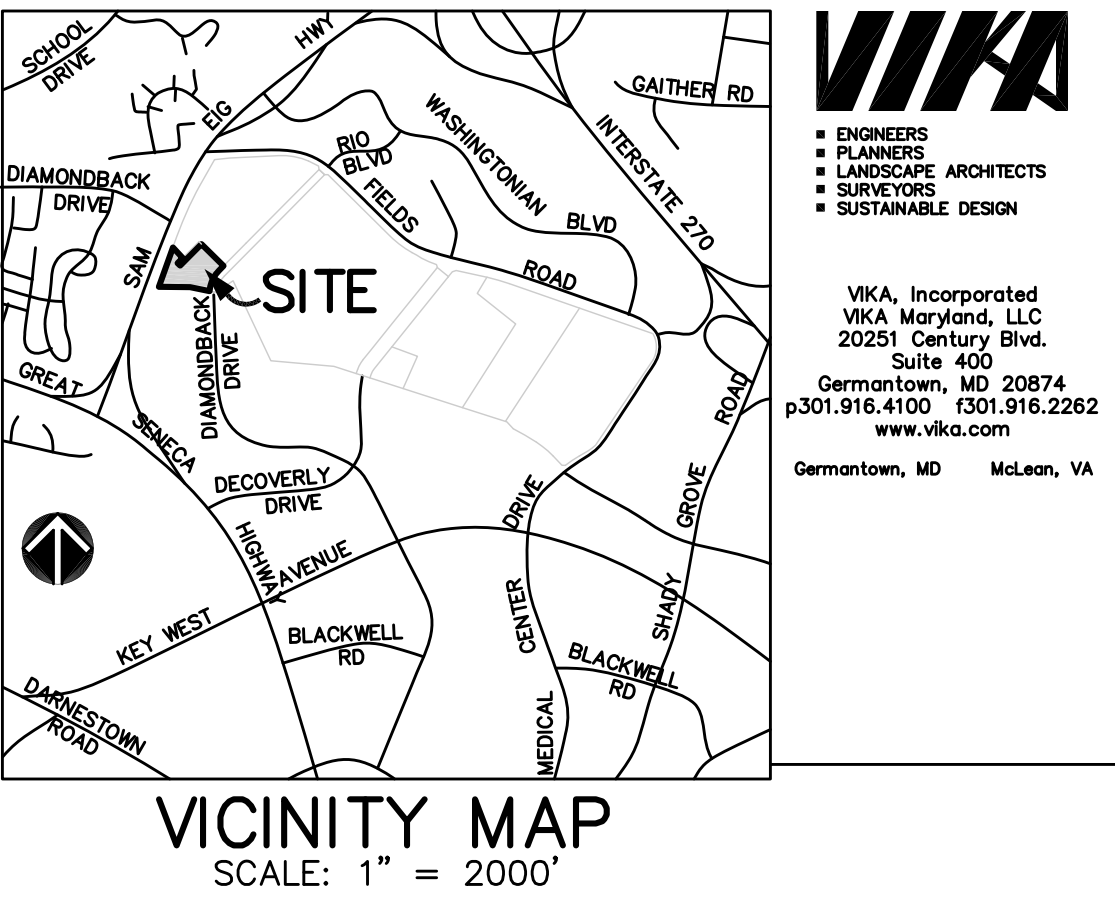 SCHOOL
DRIVE
HWY
EIG
GAITHER RD
WASHINGTONIAN
BLVD
INTERSTATE 270
RIO
BLVD
FIELDS
ROAD
DIAMONDBACK
DRIVE
SAM
SITE
DIAMONDBACK
DRIVE
GREAT
SENECA
HIGHWAY
DECOVERLY
DRIVE
KEY WEST
AVENUE
BLACKWELL
RD
DARNESTOWN
ROAD
MEDICAL
CENTER
DRIVE
BLACKWELL
RD
SHADY
GROVE
ROAD
VICINITY MAP
SCALE: 1" = 2000'
VIKA
ENGINEERS
PLANNERS
LANDSCAPE ARCHITECTS
SURVEYORS
SUSTAINABLE DESIGN
VIKA, Incorporated
VIKA Maryland, LLC
20251 Century Blvd.
Suite 400
Germantown, MD 20874
p301.916.4100 f301.916.2262
www.vika.com
Germantown, MD McLean, VA